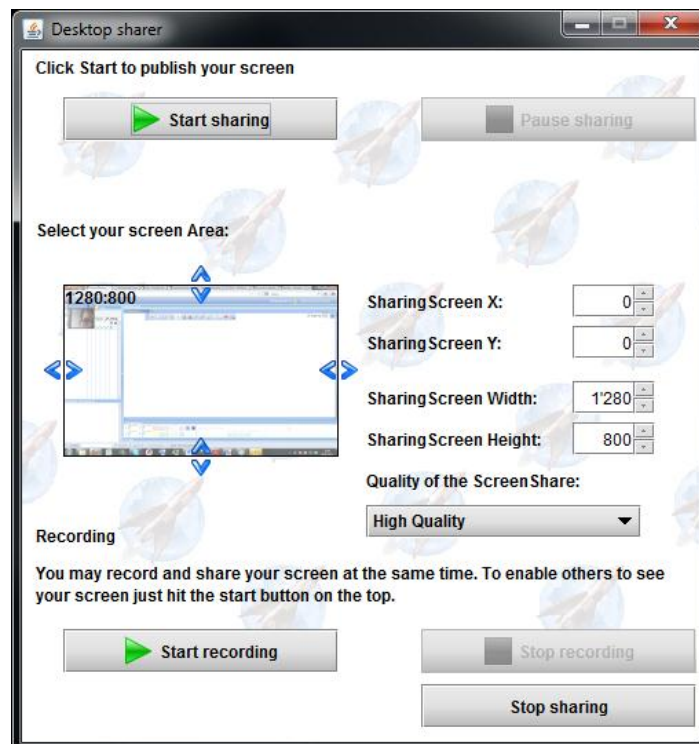 Desktop sharer
Click Start to publish your screen
Start sharing
Pause sharing
Select your screen Area:
1280:800
Sharing Screen X:
0
Sharing Screen Y:
0
Sharing Screen Width:
1'280
Sharing Screen Height:
800
Quality of the Screen Share:
High Quality
Recording
You may record and share your screen at the same time. To enable others to see
your screen just hit the start button on the top.
Start recording
Stop recording
Stop sharing